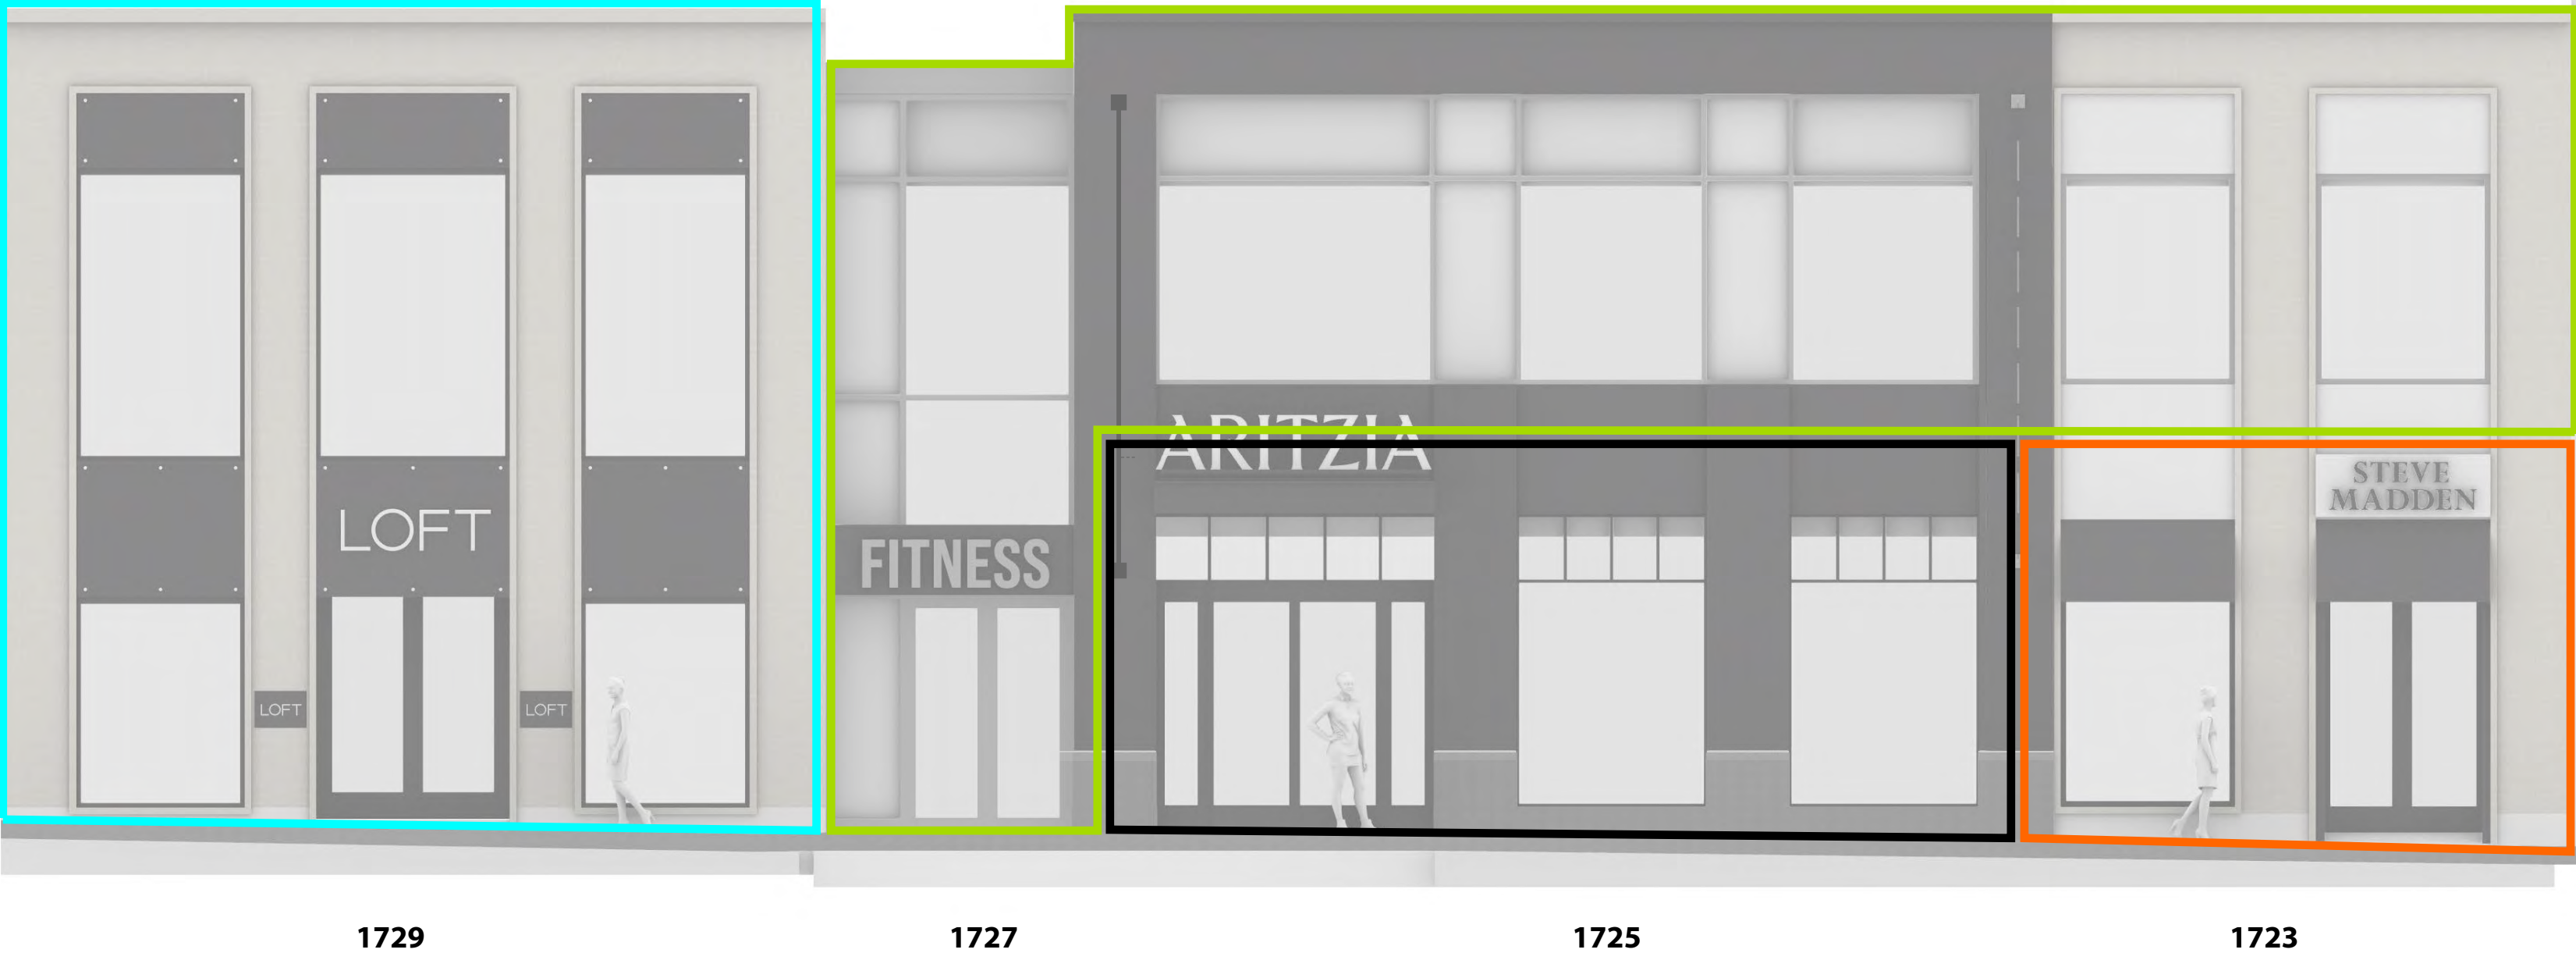 ARITZIA
STEVE
MADDEN
LOFT
FITNESS
LOFT
LOFT
1729
1727
1725
1723